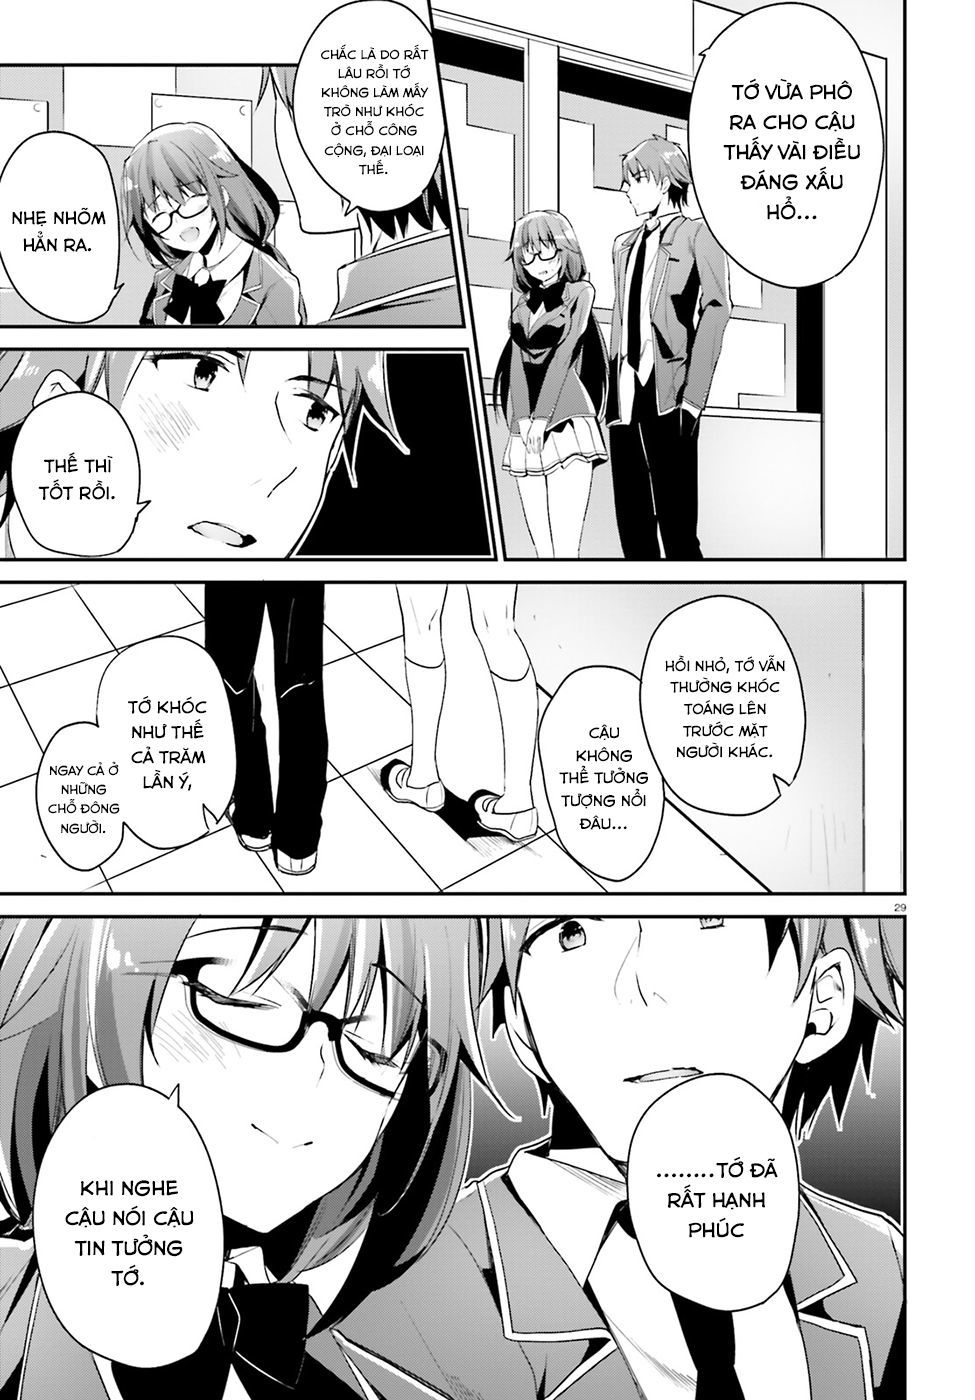 TỚ VỪA PHÔ
RA CHO CẬU
THẤY VÀI ĐIỀU
ĐÁNG XẤU
HỔ...
CHẮC LÀ DO RẤT
LÂU RỒI TỚ
KHÔNG LÀM MẤY
TRÒ NHƯ KHÓC
Ở CHỖ CÔNG
CỘNG, ĐẠI LOẠI
THẾ.
NHẸ NHÕM
HẲN RA.
THẾ THÌ
TỐT RỒI.
HỒI NHỎ, TỚ VẪN
THƯỜNG KHÓC
TOÁNG LÊN
TRƯỚC MẶT
NGƯỜI KHÁC.
CẬU
KHÔNG
THỂ TƯỞNG
TƯỢNG NỔI
ĐÂU...
TỚ KHÓC
NHƯ THẾ
CẢ TRĂM
LẦN Ý,
NGAY CẢ Ở
NHỮNG
CHỖ ĐÔNG
NGƯỜI.
29
........TỚ ĐÃ
RẤT HẠNH
PHÚC
KHI NGHE
CẬU NÓI CẬU
TIN TƯỞNG
TỚ.